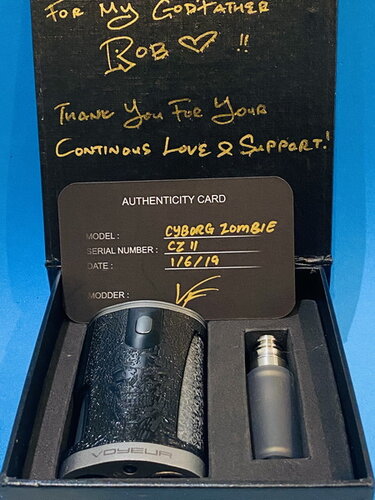 FOR MY GODFATHER
BOB ♡ !!
THANK YOU FOR YOUR
CONTINOUS LOVE & SUPPORT!
AUTHENTICITY CARD
MODEL : CYBORG ZOMBIE
SERIAL NUMBER : CZ 11
DATE : 1/6/19
MODDER :
VOYEUR